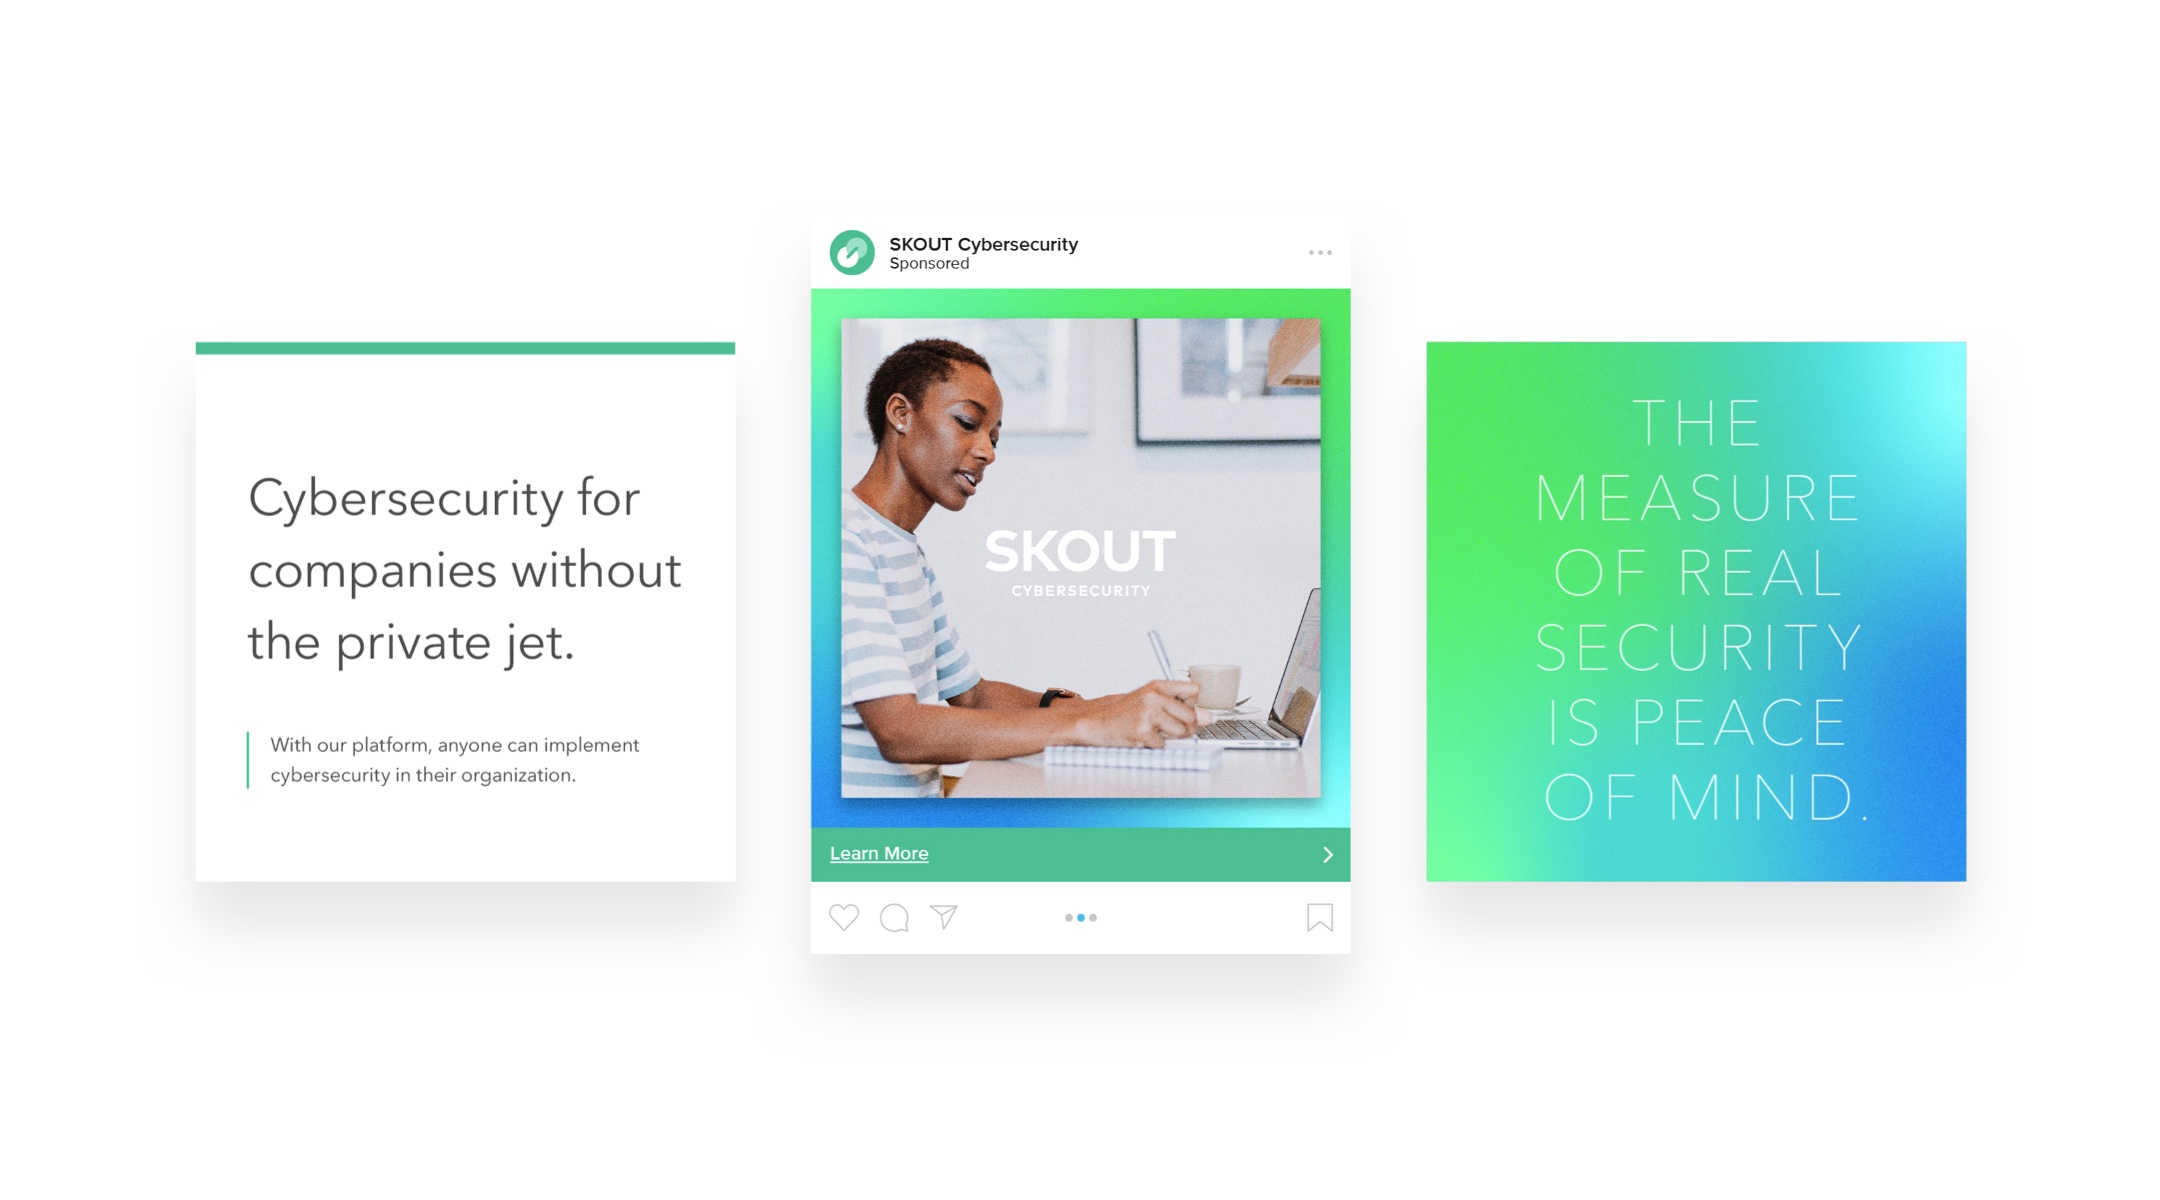 Cybersecurity for
companies without
the private jet.
With our platform, anyone can implement
cybersecurity in their organization.
SKOUT Cybersecurity
Sponsored
SKOUT
CYBERSECURITY
Learn More
THE
MEASURE
OF REAL
SECURITY
IS PEACE
OF MIND.